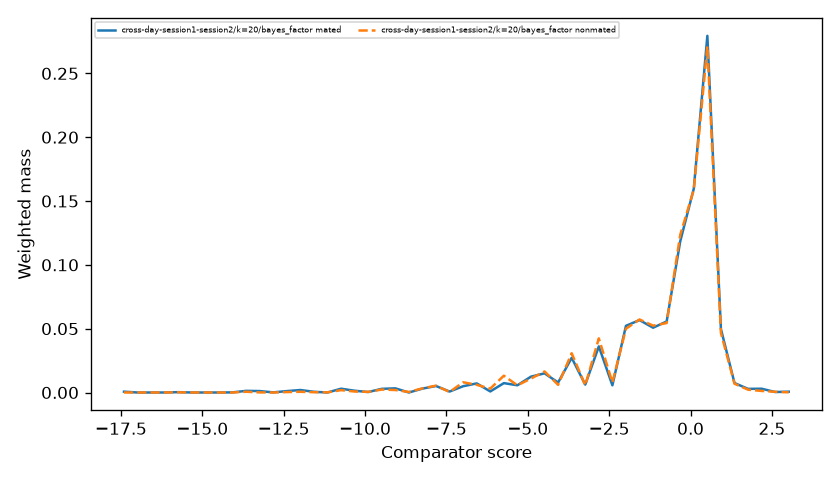 cross-day-session1-session2/k=20/bayes_factor mated cross-day-session1-session2/k=20/bayes_factor nonmated
0.25
0.20
0.15
0.10
0.05
0.00
Weighted mass
−17.5 −15.0 −12.5 −10.0 −7.5 −5.0 −2.5 0.0 2.5
Comparator score